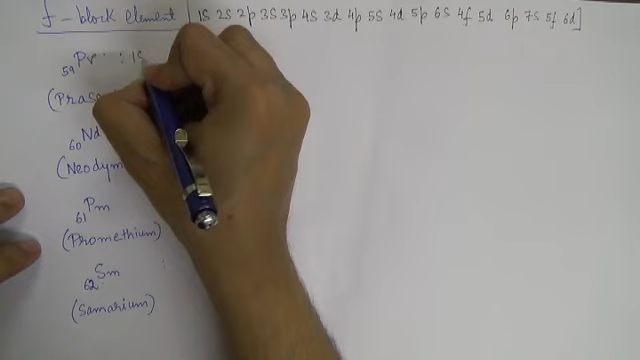 f-block element 1s 2s 2p 3s 3p 4s 3d 4p 5s 4d 5p 6s 4f 5d 6p 7s 5f 6d]
59Pr : 1s
60Nd
61Pm
(Promethium)
62Sm :
(Samarium)